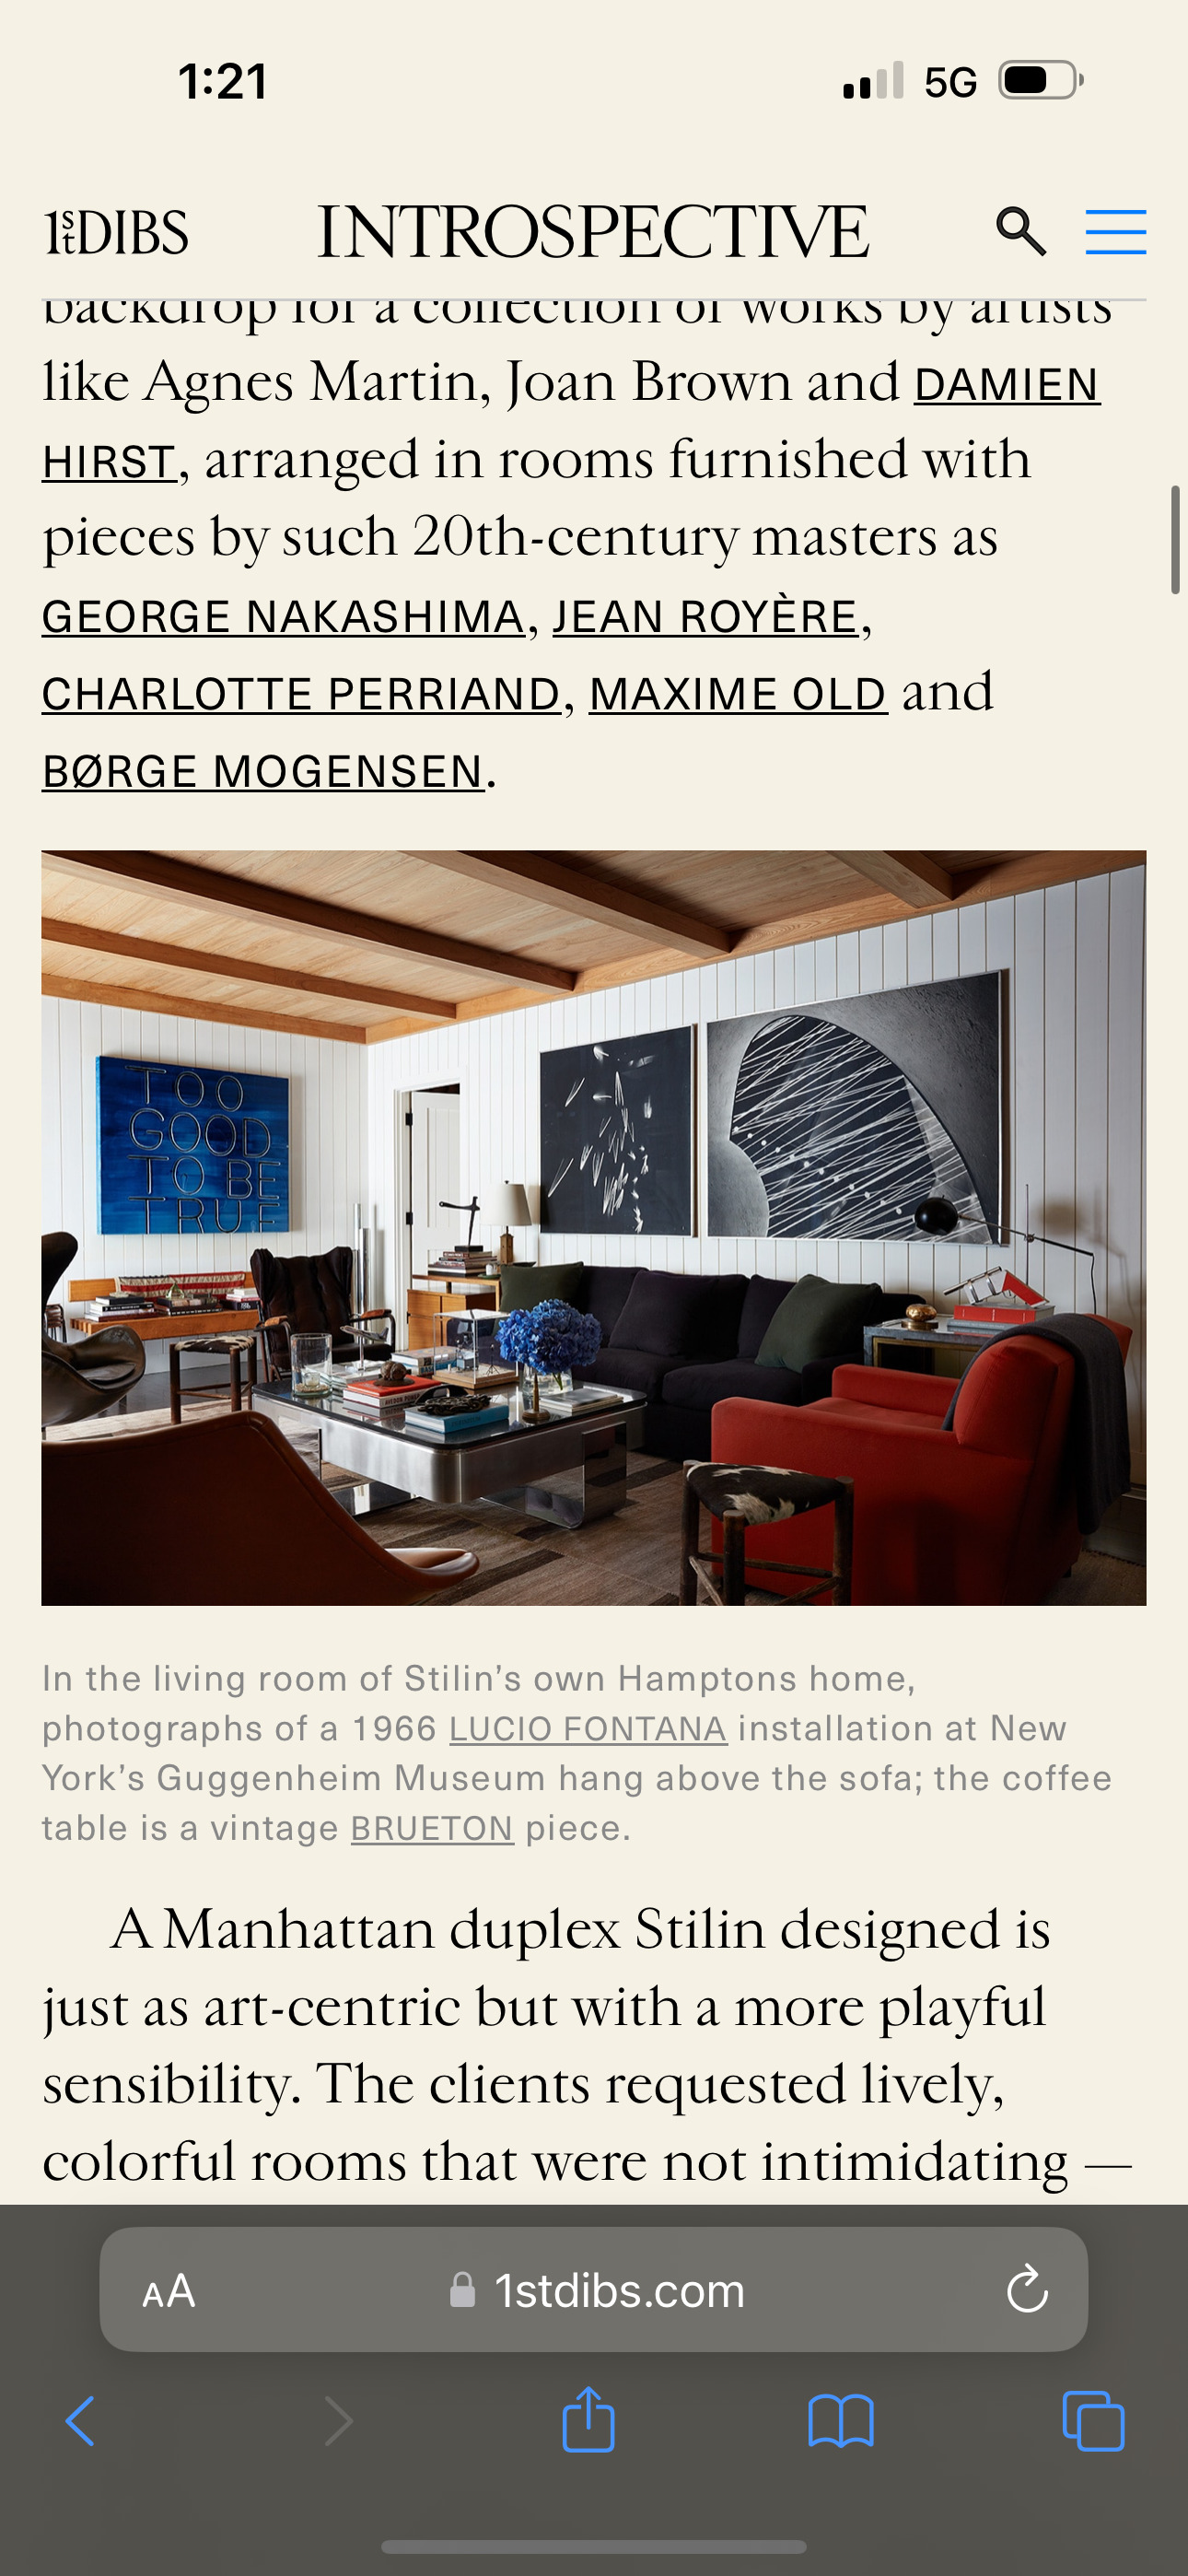 1:21 5G
1stDIBS INTROSPECTIVE
backdrop for a collection of works by artists
like Agnes Martin, Joan Brown and DAMIEN
HIRST, arranged in rooms furnished with
pieces by such 20th-century masters as
GEORGE NAKASHIMA, JEAN ROYÈRE,
CHARLOTTE PERRIAND, MAXIME OLD and
BØRGE MOGENSEN.
TOO
GOOD
TO BE
TRUE
In the living room of Stilin’s own Hamptons home,
photographs of a 1966 LUCIO FONTANA installation at New
York’s Guggenheim Museum hang above the sofa; the coffee
table is a vintage BRUETON piece.
A Manhattan duplex Stilin designed is
just as art-centric but with a more playful
sensibility. The clients requested lively,
colorful rooms that were not intimidating —
AA 1stdibs.com